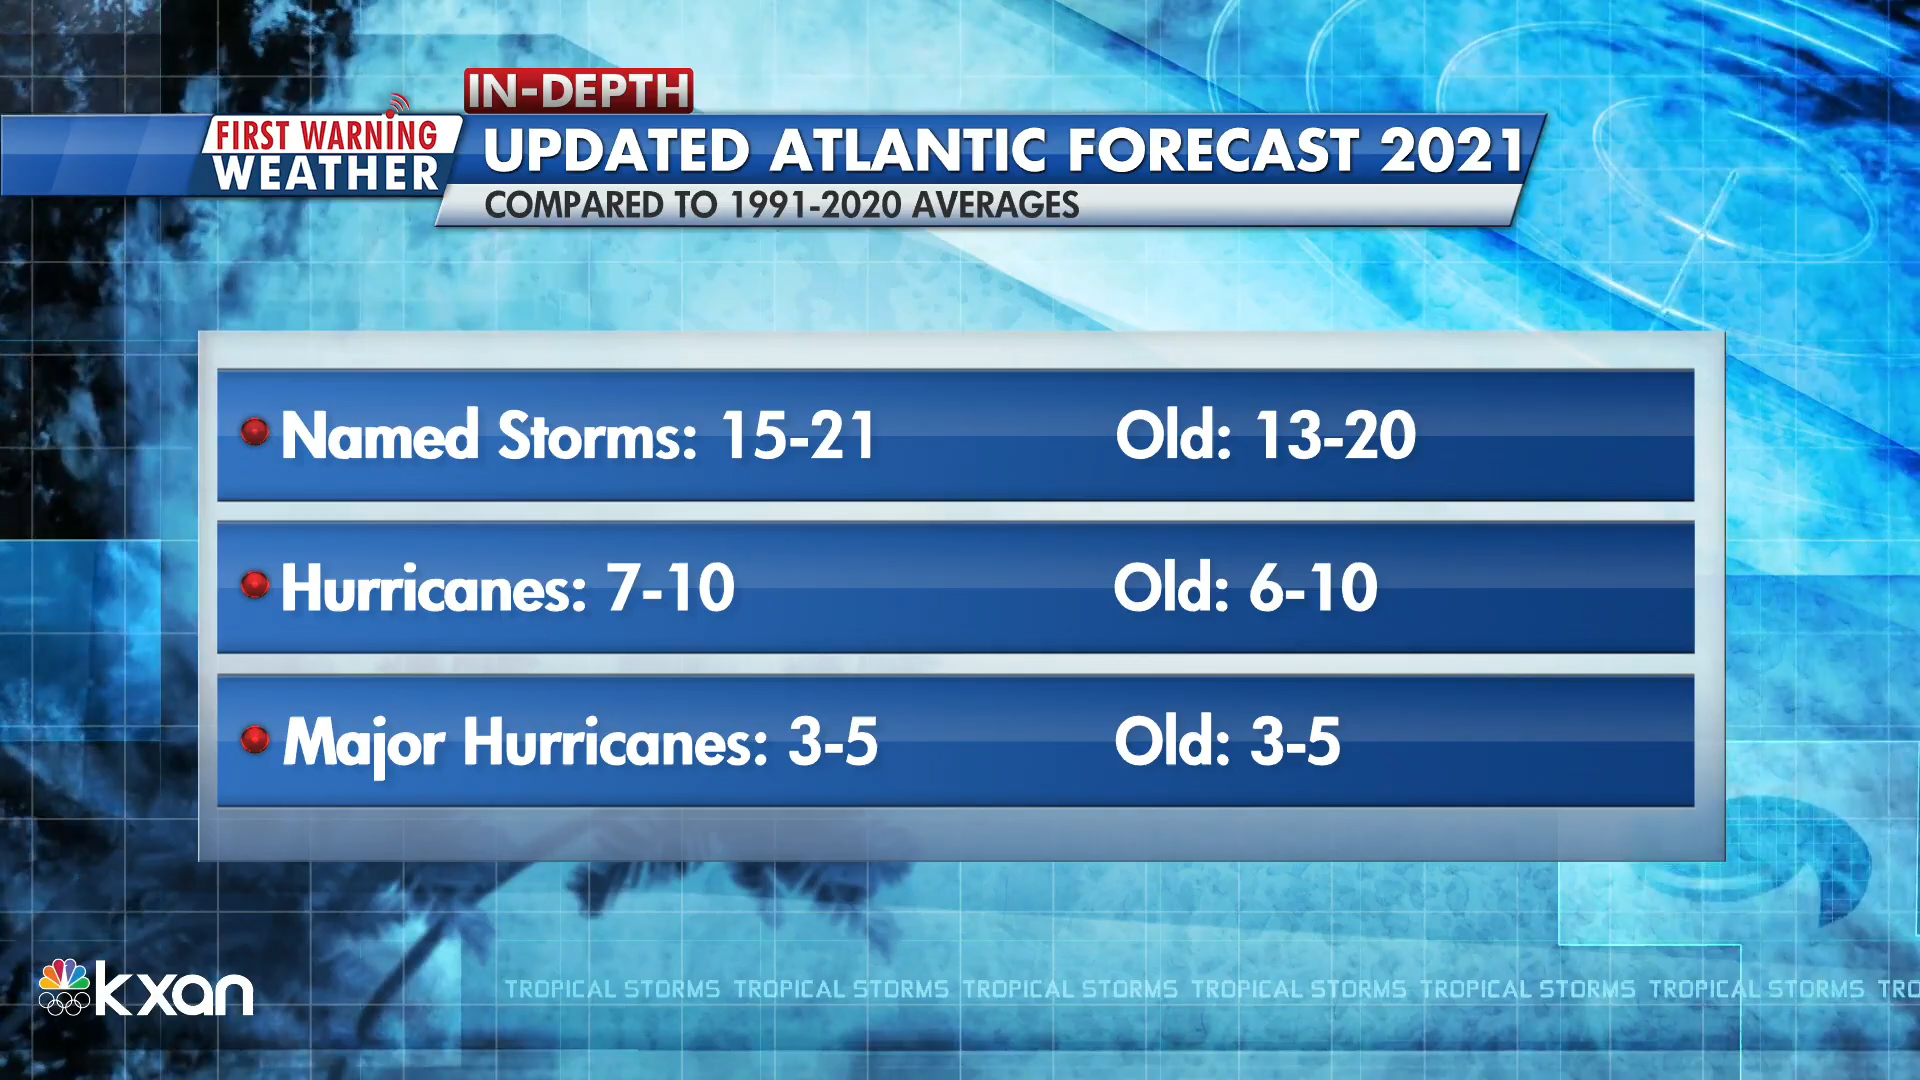 IN-DEPTH
FIRST WARNING
WEATHER
UPDATED ATLANTIC FORECAST 2021
COMPARED TO 1991-2020 AVERAGES
Named Storms: 15-21 Old: 13-20
Hurricanes: 7-10 Old: 6-10
Major Hurricanes: 3-5 Old: 3-5
kxan
TROPICAL STORMS TROPICAL STORMS TROPICAL STORMS TROPICAL STORMS TROPICAL STORMS TROPICAL STORMS TRO